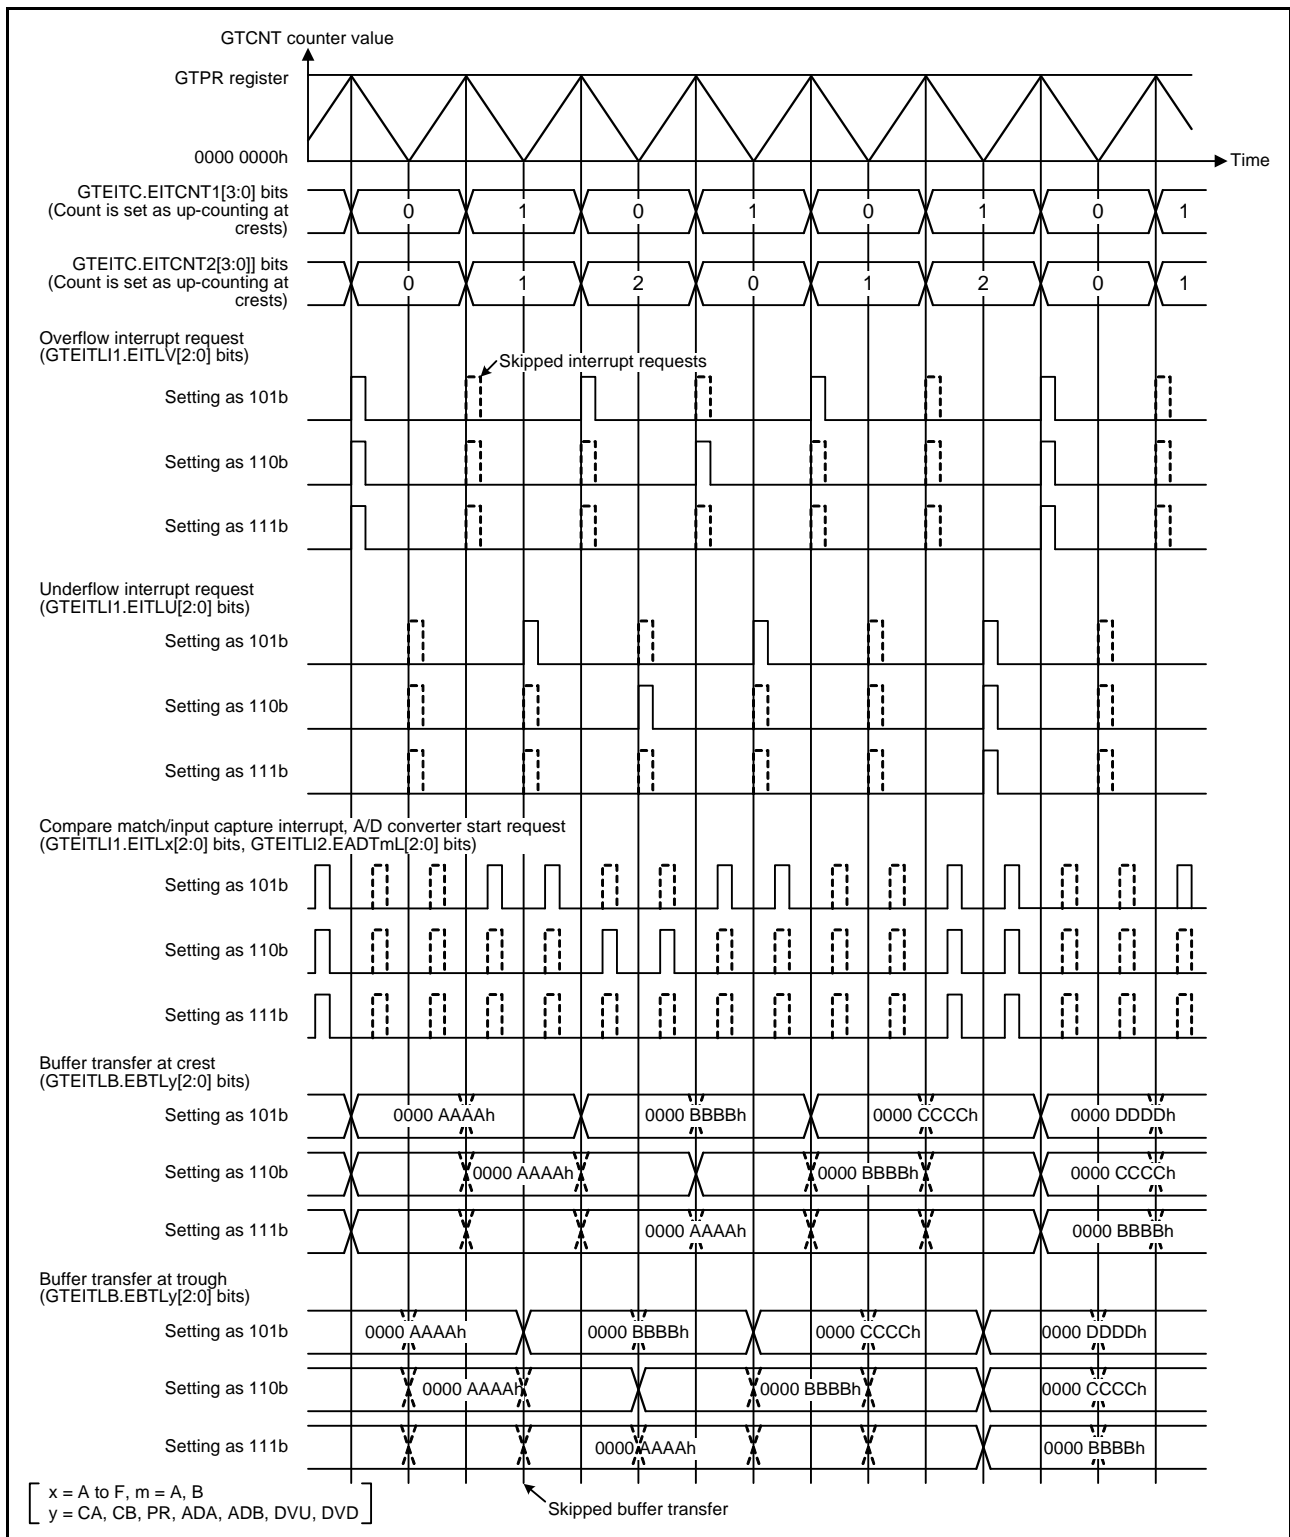 GTCNT counter value
GTPR register
0000 0000h
Time
GTEITC.EITCNT1[3:0] bits
(Count is set as up-counting at
crests)
0 1 0 1 0 1 0 1
GTEITC.EITCNT2[3:0]] bits
(Count is set as up-counting at
crests)
0 1 2 0 1 2 0 1
Overflow interrupt request
(GTEITLI1.EITLV[2:0] bits)
Skipped interrupt requests
Setting as 101b
Setting as 110b
Setting as 111b
Underflow interrupt request
(GTEITLI1.EITLU[2:0] bits)
Setting as 101b
Setting as 110b
Setting as 111b
Compare match/input capture interrupt, A/D converter start request
(GTEITLI1.EITLx[2:0] bits, GTEITLI2.EADTmL[2:0] bits)
Setting as 101b
Setting as 110b
Setting as 111b
Buffer transfer at crest
(GTEITLB.EBTLy[2:0] bits)
Setting as 101b 0000 AAAAh 0000 BBBBh 0000 CCCCh 0000 DDDDh
Setting as 110b 0000 AAAAh 0000 BBBBh 0000 CCCCh
Setting as 111b 0000 AAAAh 0000 BBBBh
Buffer transfer at trough
(GTEITLB.EBTLy[2:0] bits)
Setting as 101b 0000 AAAAh 0000 BBBBh 0000 CCCCh 0000 DDDDh
Setting as 110b 0000 AAAAh 0000 BBBBh 0000 CCCCh
Setting as 111b 0000 AAAAh 0000 BBBBh
Skipped buffer transfer
x = A to F, m = A, B
y = CA, CB, PR, ADA, ADB, DVU, DVD